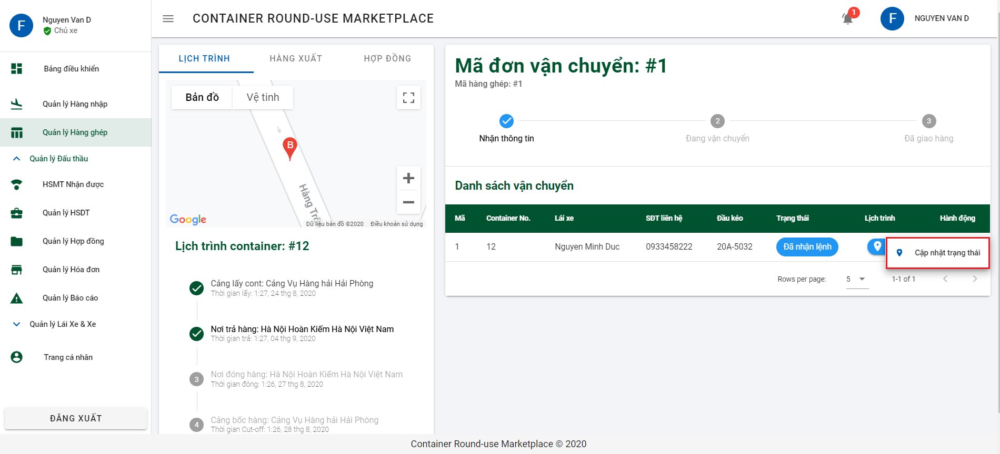 F
Nguyen Van D
Chủ xe
Bảng điều khiển
Quản lý Hàng nhập
Quản lý Hàng ghép
Quản lý Đấu thầu
HSMT Nhận được
Quản lý HSDT
Quản lý Hợp đồng
Quản lý Hóa đơn
Quản lý Báo cáo
Quản lý Lái Xe & Xe
Trang cá nhân
ĐĂNG XUẤT
CONTAINER ROUND-USE MARKETPLACE
1
F
NGUYEN VAN D
LỊCH TRÌNH
HÀNG XUẤT
HỢP ĐỒNG
Bản đồ
Vệ tinh
B
Google
Dữ liệu bản đồ ©2020
Điều khoản sử dụng
Lịch trình container: #12
Cảng lấy cont: Cảng Vụ Hàng hải Hải Phòng
Thời gian lấy: 1:27, 24 thg 8, 2020
Nơi trả hàng: Hà Nội Hoàn Kiếm Hà Nội Việt Nam
Thời gian trả: 1:27, 04 thg 9, 2020
3
Nơi đóng hàng: Hà Nội Hoàn Kiếm Hà Nội Việt Nam
Thời gian đóng: 1:26, 27 thg 8, 2020
4
Cảng bốc hàng: Cảng Vụ Hàng hải Hải Phòng
Thời gian Cut-off: 1:26, 28 thg 8, 2020
Mã đơn vận chuyển: #1
Mã hàng ghép: #1
Nhận thông tin
2
Đang vận chuyển
3
Đã giao hàng
Danh sách vận chuyển
Mã Container No. Lái xe SĐT liên hệ Đầu kéo Trạng thái Lịch trình Hành động
1 12 Nguyen Minh Duc 0933458222 20A-5032 Đã nhận lệnh
Cập nhật trạng thái
Rows per page: 5 1-1 of 1
Container Round-use Marketplace © 2020